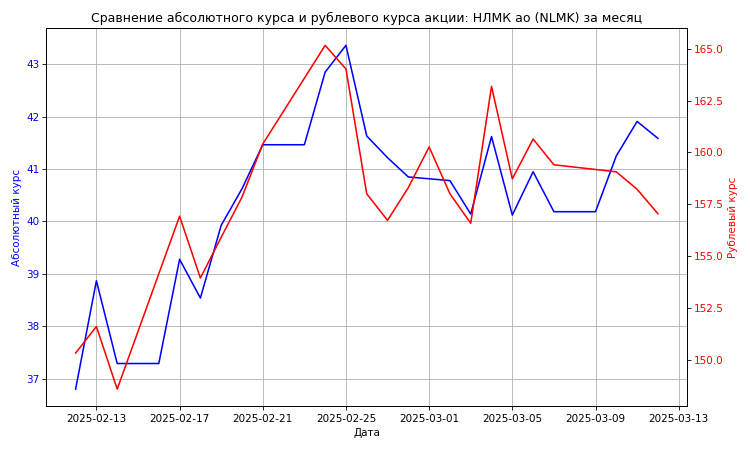 Сравнение абсолютного курса и рублевого курса акции: НЛМК ао (NLMK) за месяц
43
42
41
40
39
38
37
Абсолютный курс
165.0
162.5
160.0
157.5
155.0
152.5
150.0
Рублевый курс
2025-02-13 2025-02-17 2025-02-21 2025-02-25 2025-03-01 2025-03-05 2025-03-09 2025-03-13
Дата